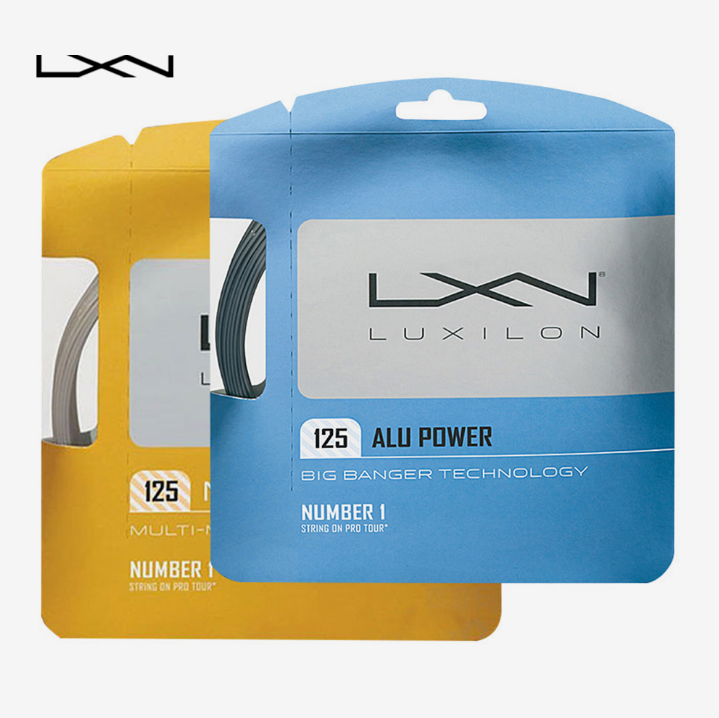 LXN
LXN®
LUXILON
125 ALU POWER
BIG BANGER TECHNOLOGY
NUMBER 1
STRING ON PRO TOUR*
L
L
125 N
MULTI-M
NUMBER 1
STRING ON PRO TOUR*